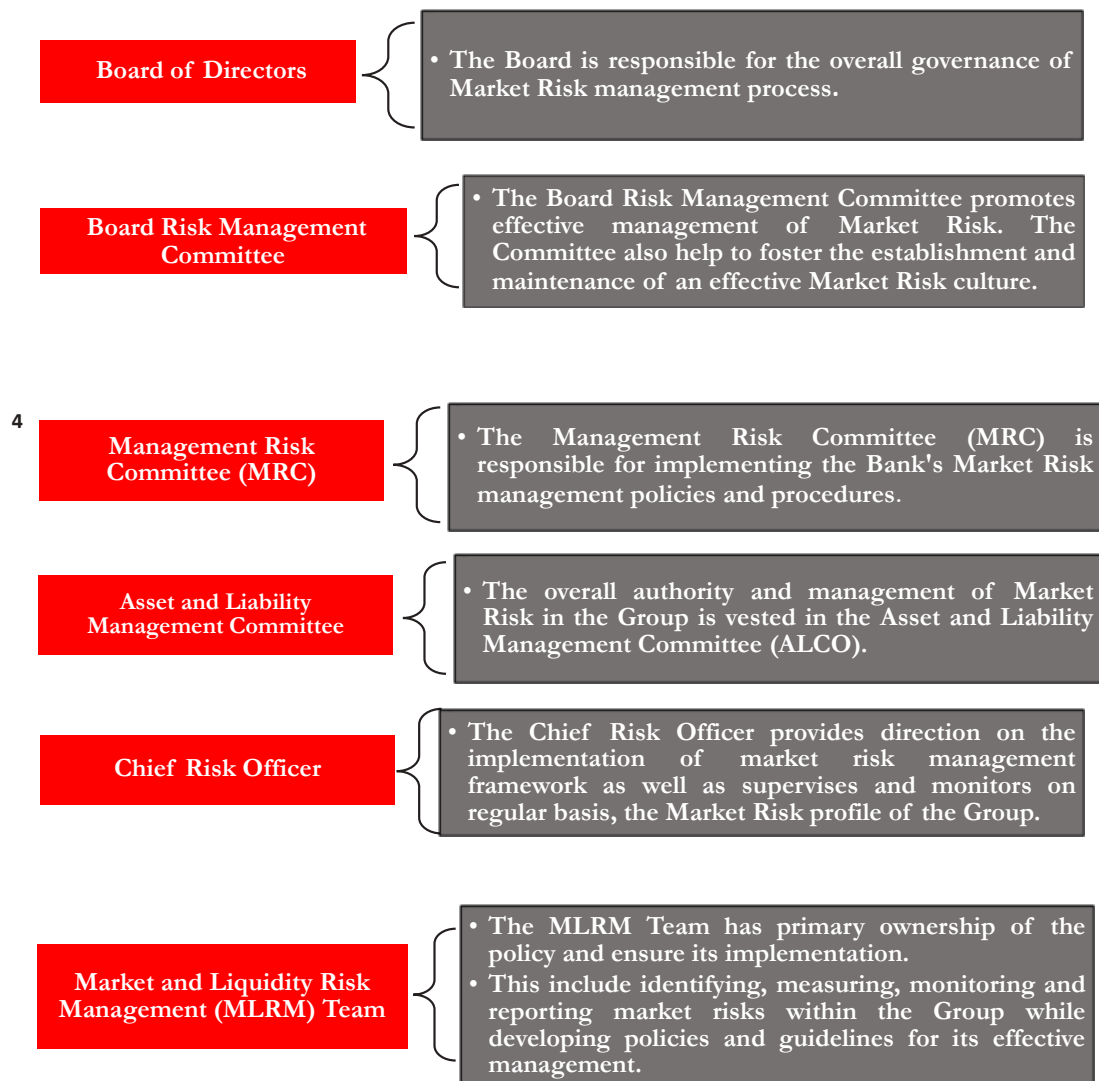 Board of Directors
• The Board is responsible for the overall governance of
Market Risk management process.
Board Risk Management
Committee
• The Board Risk Management Committee promotes
effective management of Market Risk. The
Committee also help to foster the establishment and
maintenance of an effective Market Risk culture.
4
Management Risk
Committee (MRC)
• The Management Risk Committee (MRC) is
responsible for implementing the Bank's Market Risk
management policies and procedures.
Asset and Liability
Management Committee
• The overall authority and management of Market
Risk in the Group is vested in the Asset and Liability
Management Committee (ALCO).
Chief Risk Officer
• The Chief Risk Officer provides direction on the
implementation of market risk management
framework as well as supervises and monitors on
regular basis, the Market Risk profile of the Group.
Market and Liquidity Risk
Management (MLRM) Team
• The MLRM Team has primary ownership of the
policy and ensure its implementation.
• This include identifying, measuring, monitoring and
reporting market risks within the Group while
developing policies and guidelines for its effective
management.